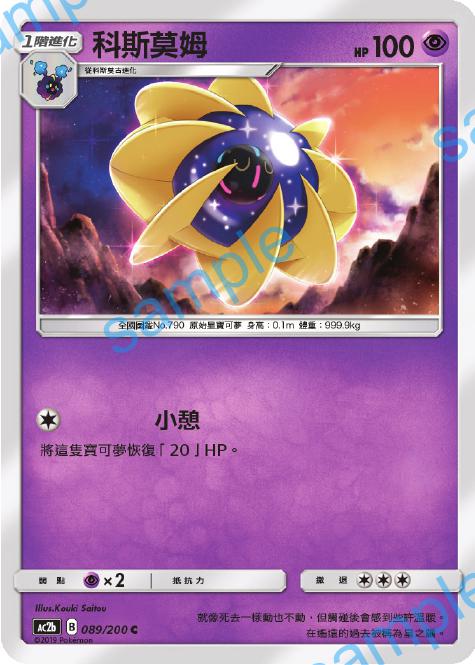 1階進化
科斯莫姆
HP 100
從科斯莫古進化
sample
全國圖鑑No.790 原始星寶可夢 身高：0.1m 體重：999.9kg
小憩
將這隻寶可夢恢復「20」HP。
弱點 ×2 抵抗力 撤退
Illus.Kouki Saitou
AC2b B 089/200 C
©2019 Pokémon
就像死去一樣動也不動，但觸碰後會感到些許溫暖。
在遙遠的過去被稱為星之繭。